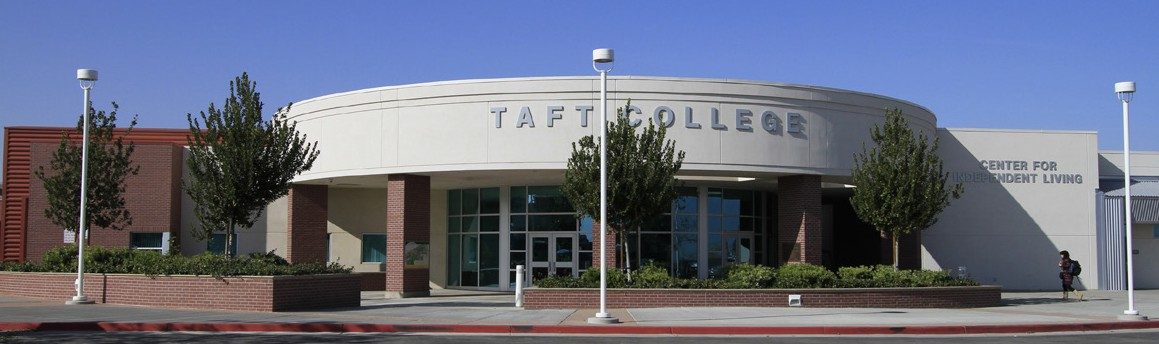 TAFT COLLEGE
CENTER FOR
INDEPENDENT LIVING